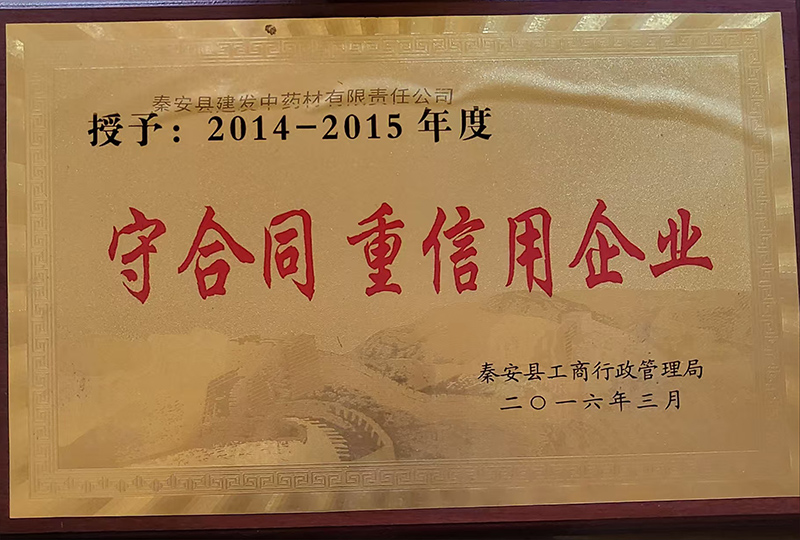 秦安县建发中药材有限责任公司
授予：2014-2015 年度
守合同 重信用企业
秦安县工商行政管理局
二〇一六年三月